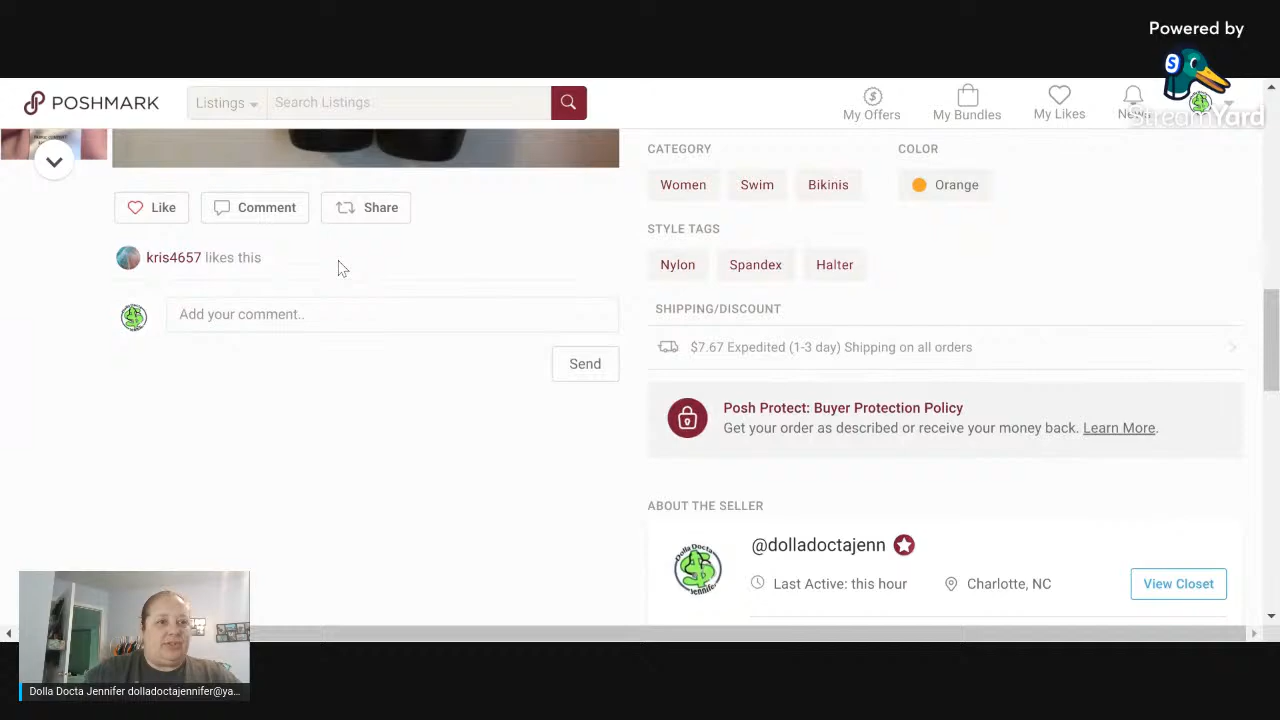 Powered by
S
StreamYard
POSHMARK
Listings
Search Listings
My Offers
My Bundles
My Likes
News
CATEGORY
COLOR
Women
Swim
Bikinis
Orange
Like
Comment
Share
STYLE TAGS
kris4657 likes this
Nylon
Spandex
Halter
Add your comment..
SHIPPING/DISCOUNT
$7.67 Expedited (1-3 day) Shipping on all orders
Send
Posh Protect: Buyer Protection Policy
Get your order as described or receive your money back. Learn More.
ABOUT THE SELLER
@dolladoctajenn
Dolla Docta
Jennifer
Last Active: this hour
Charlotte, NC
View Closet
Dolla Docta Jennifer dolladoctajennifer@ya...